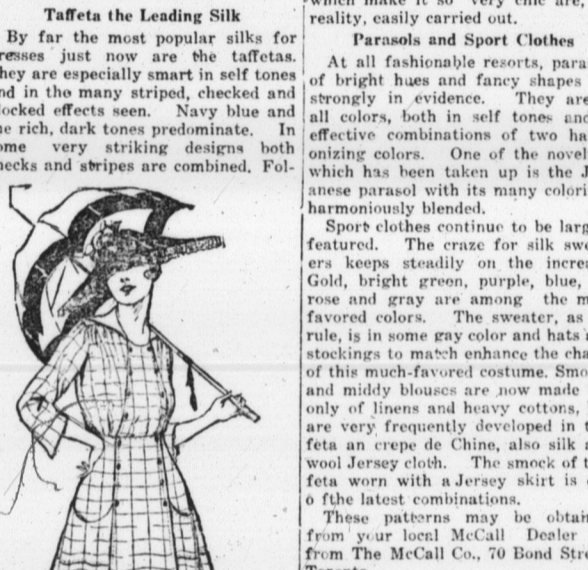 Taffeta the Leading Silk
By far the most popular silks for
resses just now are the taffetas.
hey are especially smart in self tones
nd in the many striped, checked and
locked effects seen. Navy blue and
he rich, dark tones predominate. In
ome very striking designs both
hecks and stripes are combined. Fol-
which make it so very chic are,
reality, easily carried out.
Parasols and Sport Clothes
At all fashionable resorts, para
of bright hues and fancy shapes
strongly in evidence. They are
all colors, both in self tones and
effective combinations of two ha
onizing colors. One of the novel
which has been taken up is the J
anese parasol with its many colori
harmoniously blended.
Sport clothes continue to be larg
featured. The craze for silk swe
ers keeps steadily on the incre
Gold, bright green, purple, blue,
rose and gray are among the m
favored colors. The sweater, as
rule, is in some gay color and hats
stockings to match enhance the cha
of this much-favored costume. Smo
and middy blouses are now made
only of linens and heavy cottons,
are very frequently developed in t
feta an crepe de Chine, also silk a
wool Jersey cloth. The smock of t
feta worn with a Jersey skirt is
o fthe latest combinations.
These patterns may be obtain
from your local McCall Dealer
from The McCall Co., 70 Bond Stre
Toronto